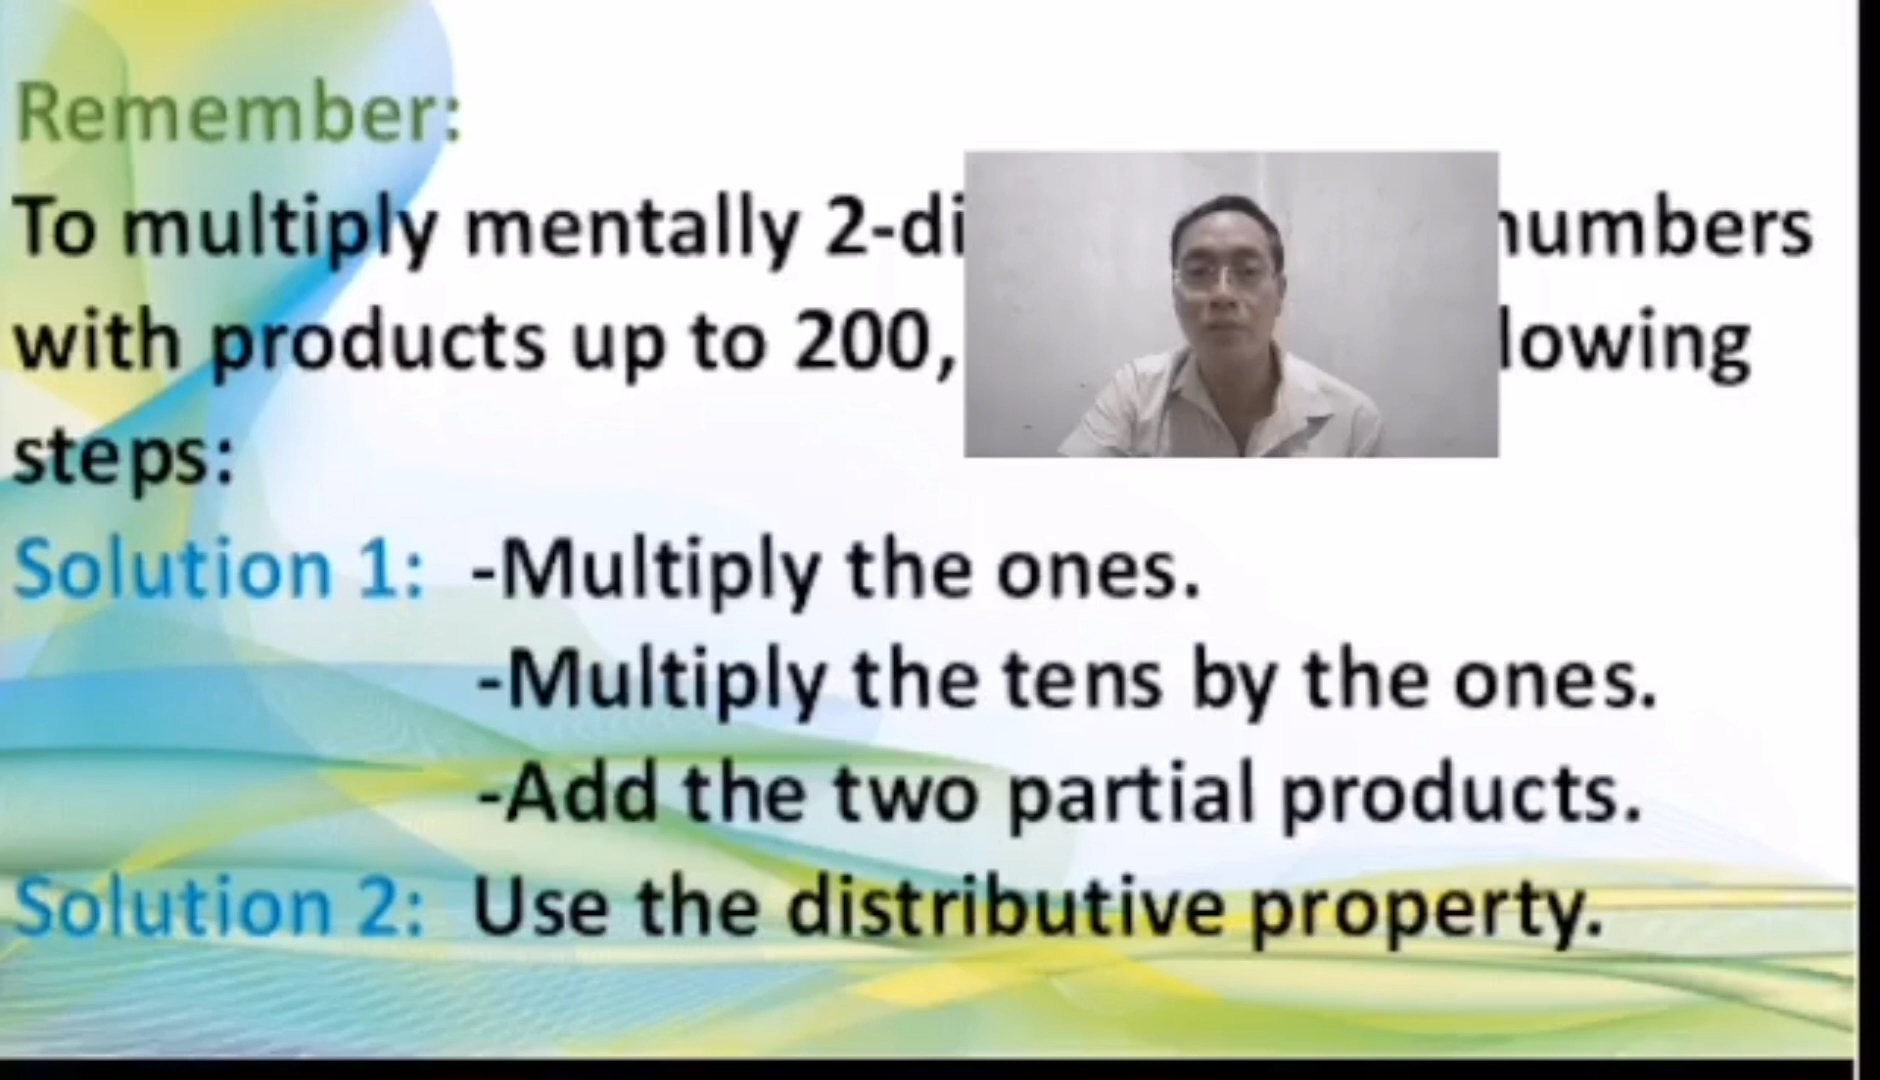 Remember:
To multiply mentally 2-di numbers
with products up to 200, lowing
steps:
Solution 1: -Multiply the ones.
-Multiply the tens by the ones.
-Add the two partial products.
Solution 2: Use the distributive property.